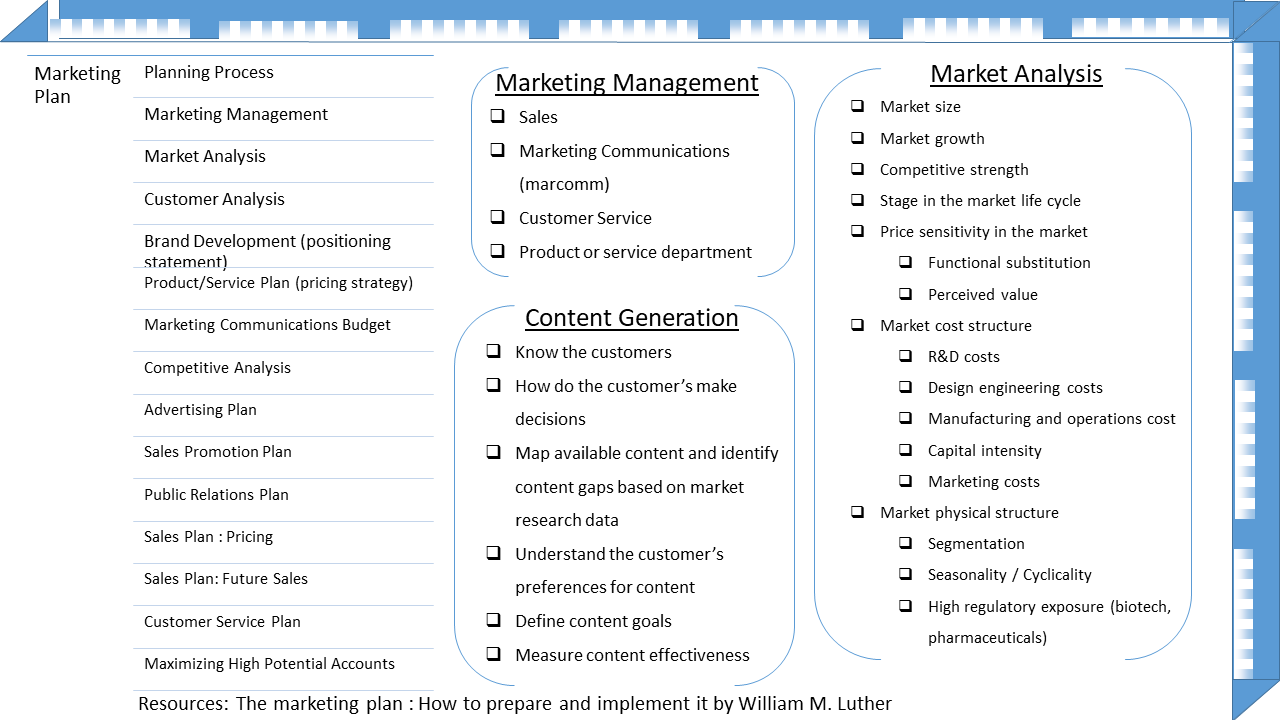 Marketing
Plan
Planning Process
Marketing Management
Market Analysis
Customer Analysis
Brand Development (positioning
statement)
Product/Service Plan (pricing strategy)
Marketing Communications Budget
Competitive Analysis
Advertising Plan
Sales Promotion Plan
Public Relations Plan
Sales Plan : Pricing
Sales Plan: Future Sales
Customer Service Plan
Maximizing High Potential Accounts
Marketing Management
Sales
Marketing Communications
(marcomm)
Customer Service
Product or service department
Content Generation
Know the customers
How do the customer’s make
decisions
Map available content and identify
content gaps based on market
research data
Understand the customer’s
preferences for content
Define content goals
Measure content effectiveness
Market Analysis
Market size
Market growth
Competitive strength
Stage in the market life cycle
Price sensitivity in the market
Functional substitution
Perceived value
Market cost structure
R&D costs
Design engineering costs
Manufacturing and operations cost
Capital intensity
Marketing costs
Market physical structure
Segmentation
Seasonality / Cyclicality
High regulatory exposure (biotech,
pharmaceuticals)
Resources: The marketing plan : How to prepare and implement it by William M. Luther